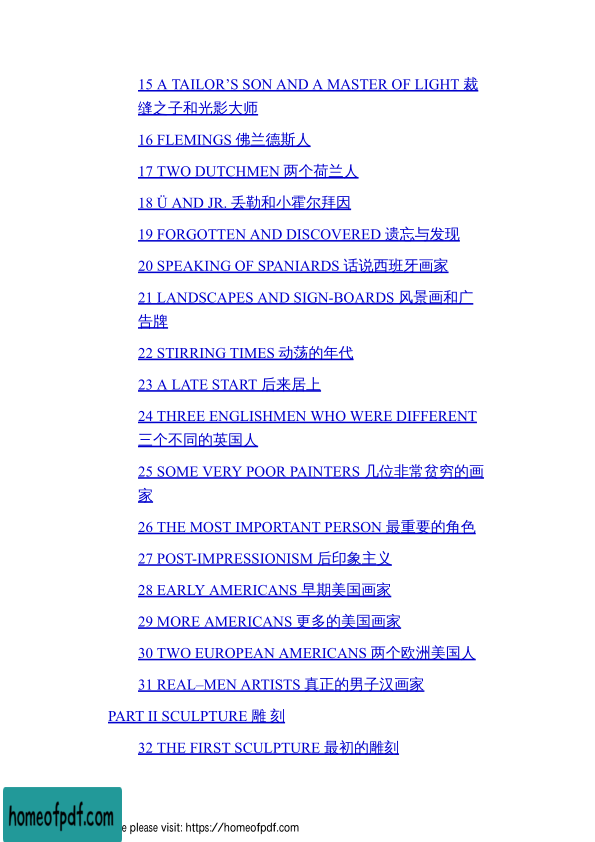 15 A TAILOR’S SON AND A MASTER OF LIGHT 裁
缝之子和光影大师
16 FLEMINGS 佛兰德斯人
17 TWO DUTCHMEN 两个荷兰人
18 Ü AND JR. 丢勒和小霍尔拜因
19 FORGOTTEN AND DISCOVERED 遗忘与发现
20 SPEAKING OF SPANIARDS 话说西班牙画家
21 LANDSCAPES AND SIGN-BOARDS 风景画和广
告牌
22 STIRRING TIMES 动荡的年代
23 A LATE START 后来居上
24 THREE ENGLISHMEN WHO WERE DIFFERENT
三个不同的英国人
25 SOME VERY POOR PAINTERS 几位非常贫穷的画
家
26 THE MOST IMPORTANT PERSON 最重要的角色
27 POST-IMPRESSIONISM 后印象主义
28 EARLY AMERICANS 早期美国画家
29 MORE AMERICANS 更多的美国画家
30 TWO EUROPEAN AMERICANS 两个欧洲美国人
31 REAL–MEN ARTISTS 真正的男子汉画家
PART II SCULPTURE 雕 刻
32 THE FIRST SCULPTURE 最初的雕刻
homeofpdf.com
e please visit: https://homeofpdf.com